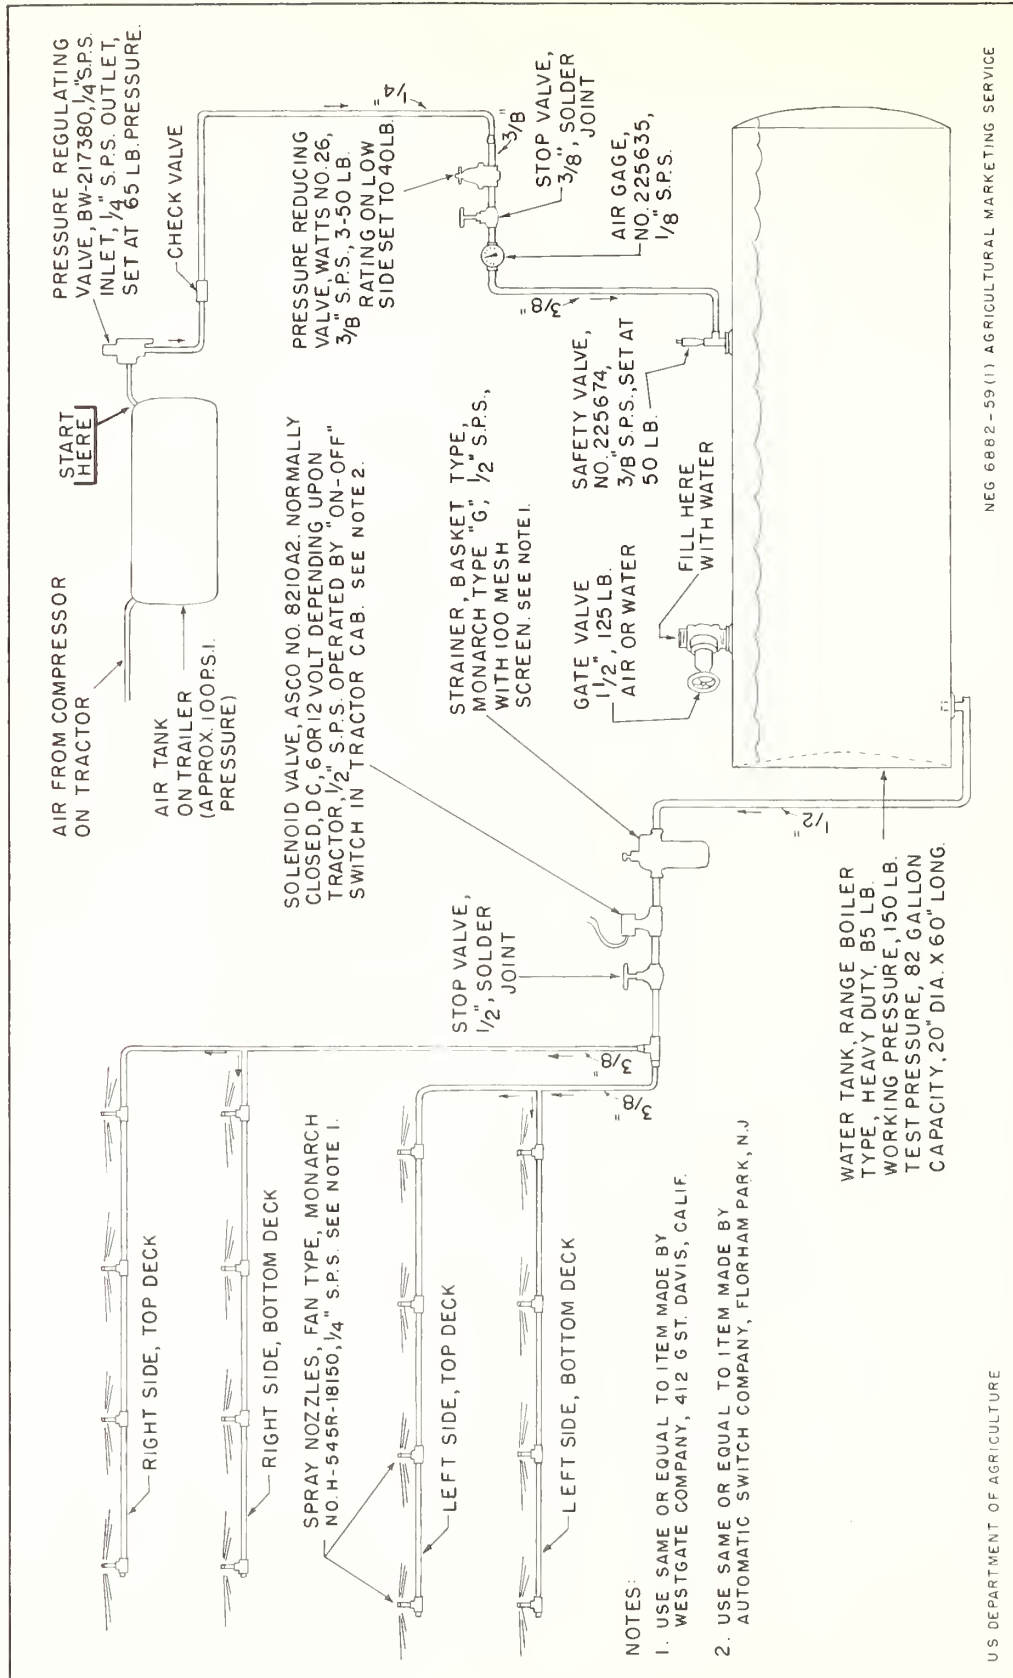 AIR FROM COMPRESSOR
ON TRACTOR
START
HERE
PRESSURE REGULATING
VALVE, BW-217380, 1/4" S.P.S.
INLET, 1/4" S.P.S. OUTLET,
SET AT 65 LB. PRESSURE.
AIR TANK
ON TRAILER
(APPROX. 100 P.S.I
PRESSURE)
CHECK VALVE
1/4"
SOLENOID VALVE, ASCO NO. 8210A2. NORMALLY
CLOSED, DC, 6 OR 12 VOLT DEPENDING UPON
TRACTOR, 1/2" S.P.S. OPERATED BY "ON-OFF"
SWITCH IN TRACTOR CAB. SEE NOTE 2.
PRESSURE REDUCING
VALVE, WATTS NO. 26,
3/8" S.P.S., 3-50 LB.
RATING ON LOW
SIDE SET TO 40 LB.
3/8"
STOP VALVE,
3/8", SOLDER
JOINT
STOP VALVE,
1/2", SOLDER
JOINT
STRAINER, BASKET TYPE,
MONARCH TYPE "G", 1/2" S.P.S.,
WITH 100 MESH
SCREEN. SEE NOTE 1.
AIR GAGE,
NO. 225635,
1/8" S.P.S.
3/8"
SAFETY VALVE,
NO. 225674,
3/8" S.P.S., SET AT
50 LB.
GATE VALVE
1 1/2", 125 LB.
AIR OR WATER
FILL HERE
WITH WATER
1/2"
3/8"
3/8"
RIGHT SIDE, TOP DECK
RIGHT SIDE, BOTTOM DECK
SPRAY NOZZLES, FAN TYPE, MONARCH
NO. H-545R-18150, 1/4" S.P.S. SEE NOTE 1.
LEFT SIDE, TOP DECK
LEFT SIDE, BOTTOM DECK
WATER TANK, RANGE BOILER
TYPE, HEAVY DUTY. 85 LB.
WORKING PRESSURE, 150 LB.
TEST PRESSURE, 82 GALLON
CAPACITY, 20" DIA. X 60" LONG.
NOTES:
1. USE SAME OR EQUAL TO ITEM MADE BY
WESTGATE COMPANY, 412 G ST. DAVIS, CALIF.
2. USE SAME OR EQUAL TO ITEM MADE BY
AUTOMATIC SWITCH COMPANY, FLORHAM PARK, N.J
US DEPARTMENT OF AGRICULTURE
NEG 6882-59(1) AGRICULTURAL MARKETING SERVICE